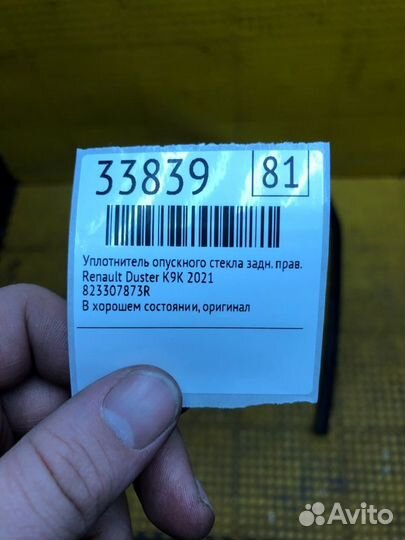 33839 81
Уплотнитель опускного стекла задн. прав.
Renault Duster K9K 2021
823307873R
В хорошем состоянии, оригинал
Avito